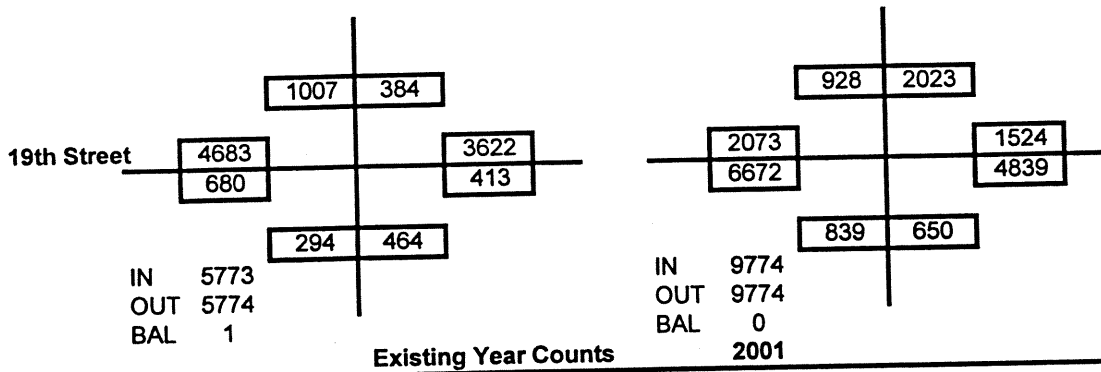 1007 384
928 2023
19th Street
4683
680
3622
413
2073
6672
1524
4839
294 464
839 650
IN 5773
OUT 5774
BAL 1
IN 9774
OUT 9774
BAL 0
Existing Year Counts 2001